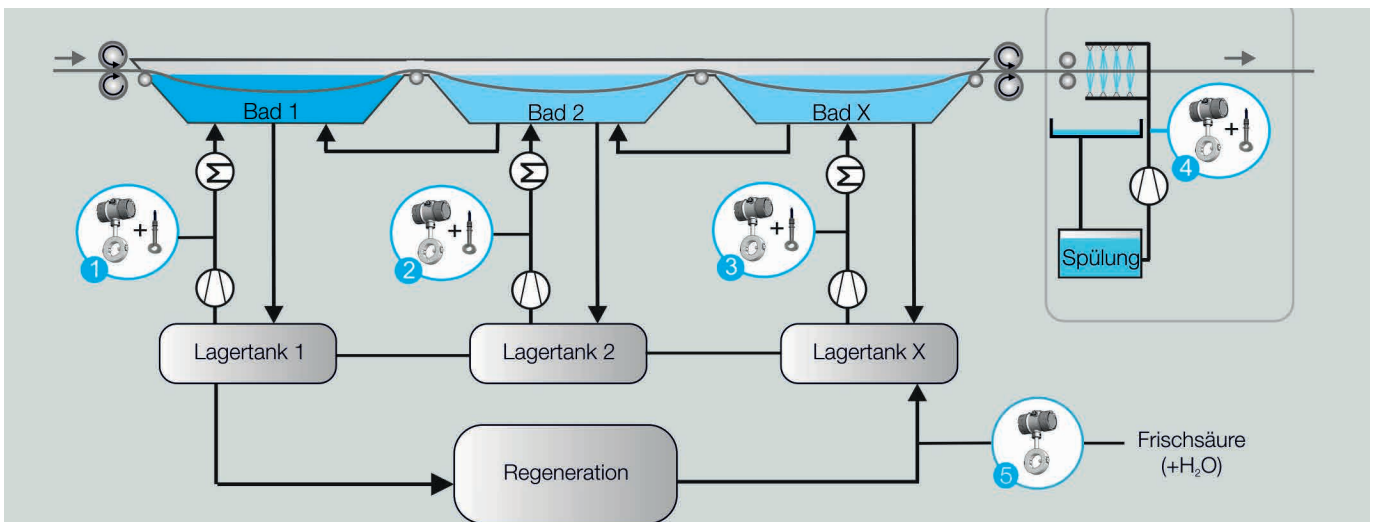 Bad 1
Bad 2
Bad X
+
1
+
2
+
3
+
4
Spülung
Lagertank 1
Lagertank 2
Lagertank X
Regeneration
5
Frischsäure
(+H₂O)